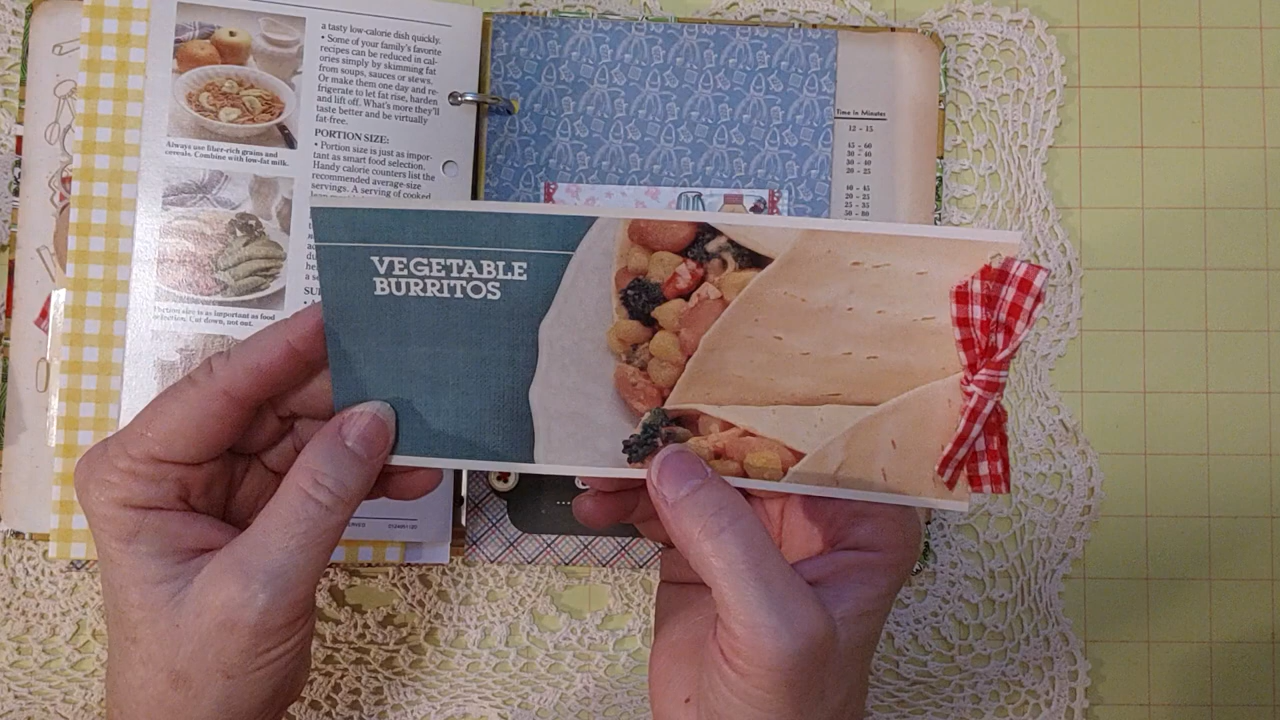 a tasty low-calorie dish quickly.
• Some of your family's favorite
recipes can be reduced in cal-
ories simply by skimming fat
from soups, sauces or stews.
Or make them one day and re-
frigerate to let fat rise, harden
and lift off. What's more they'll
taste better and be virtually
fat-free.
PORTION SIZE:
• Portion size is just as impor-
tant as smart food selection.
Handy calorie counters list the
recommended average-size
servings. A serving of cooked
Always use fiber-rich grains and
cereals. Combine with low-fat milk.
Portion size is as important as food
selection. Cut down, not out.
Time in Minutes
12 - 15
45 - 60
30 - 40
30 - 40
20 - 25
40 - 45
20 - 25
25 - 35
50 - 60
VEGETABLE
BURRITOS